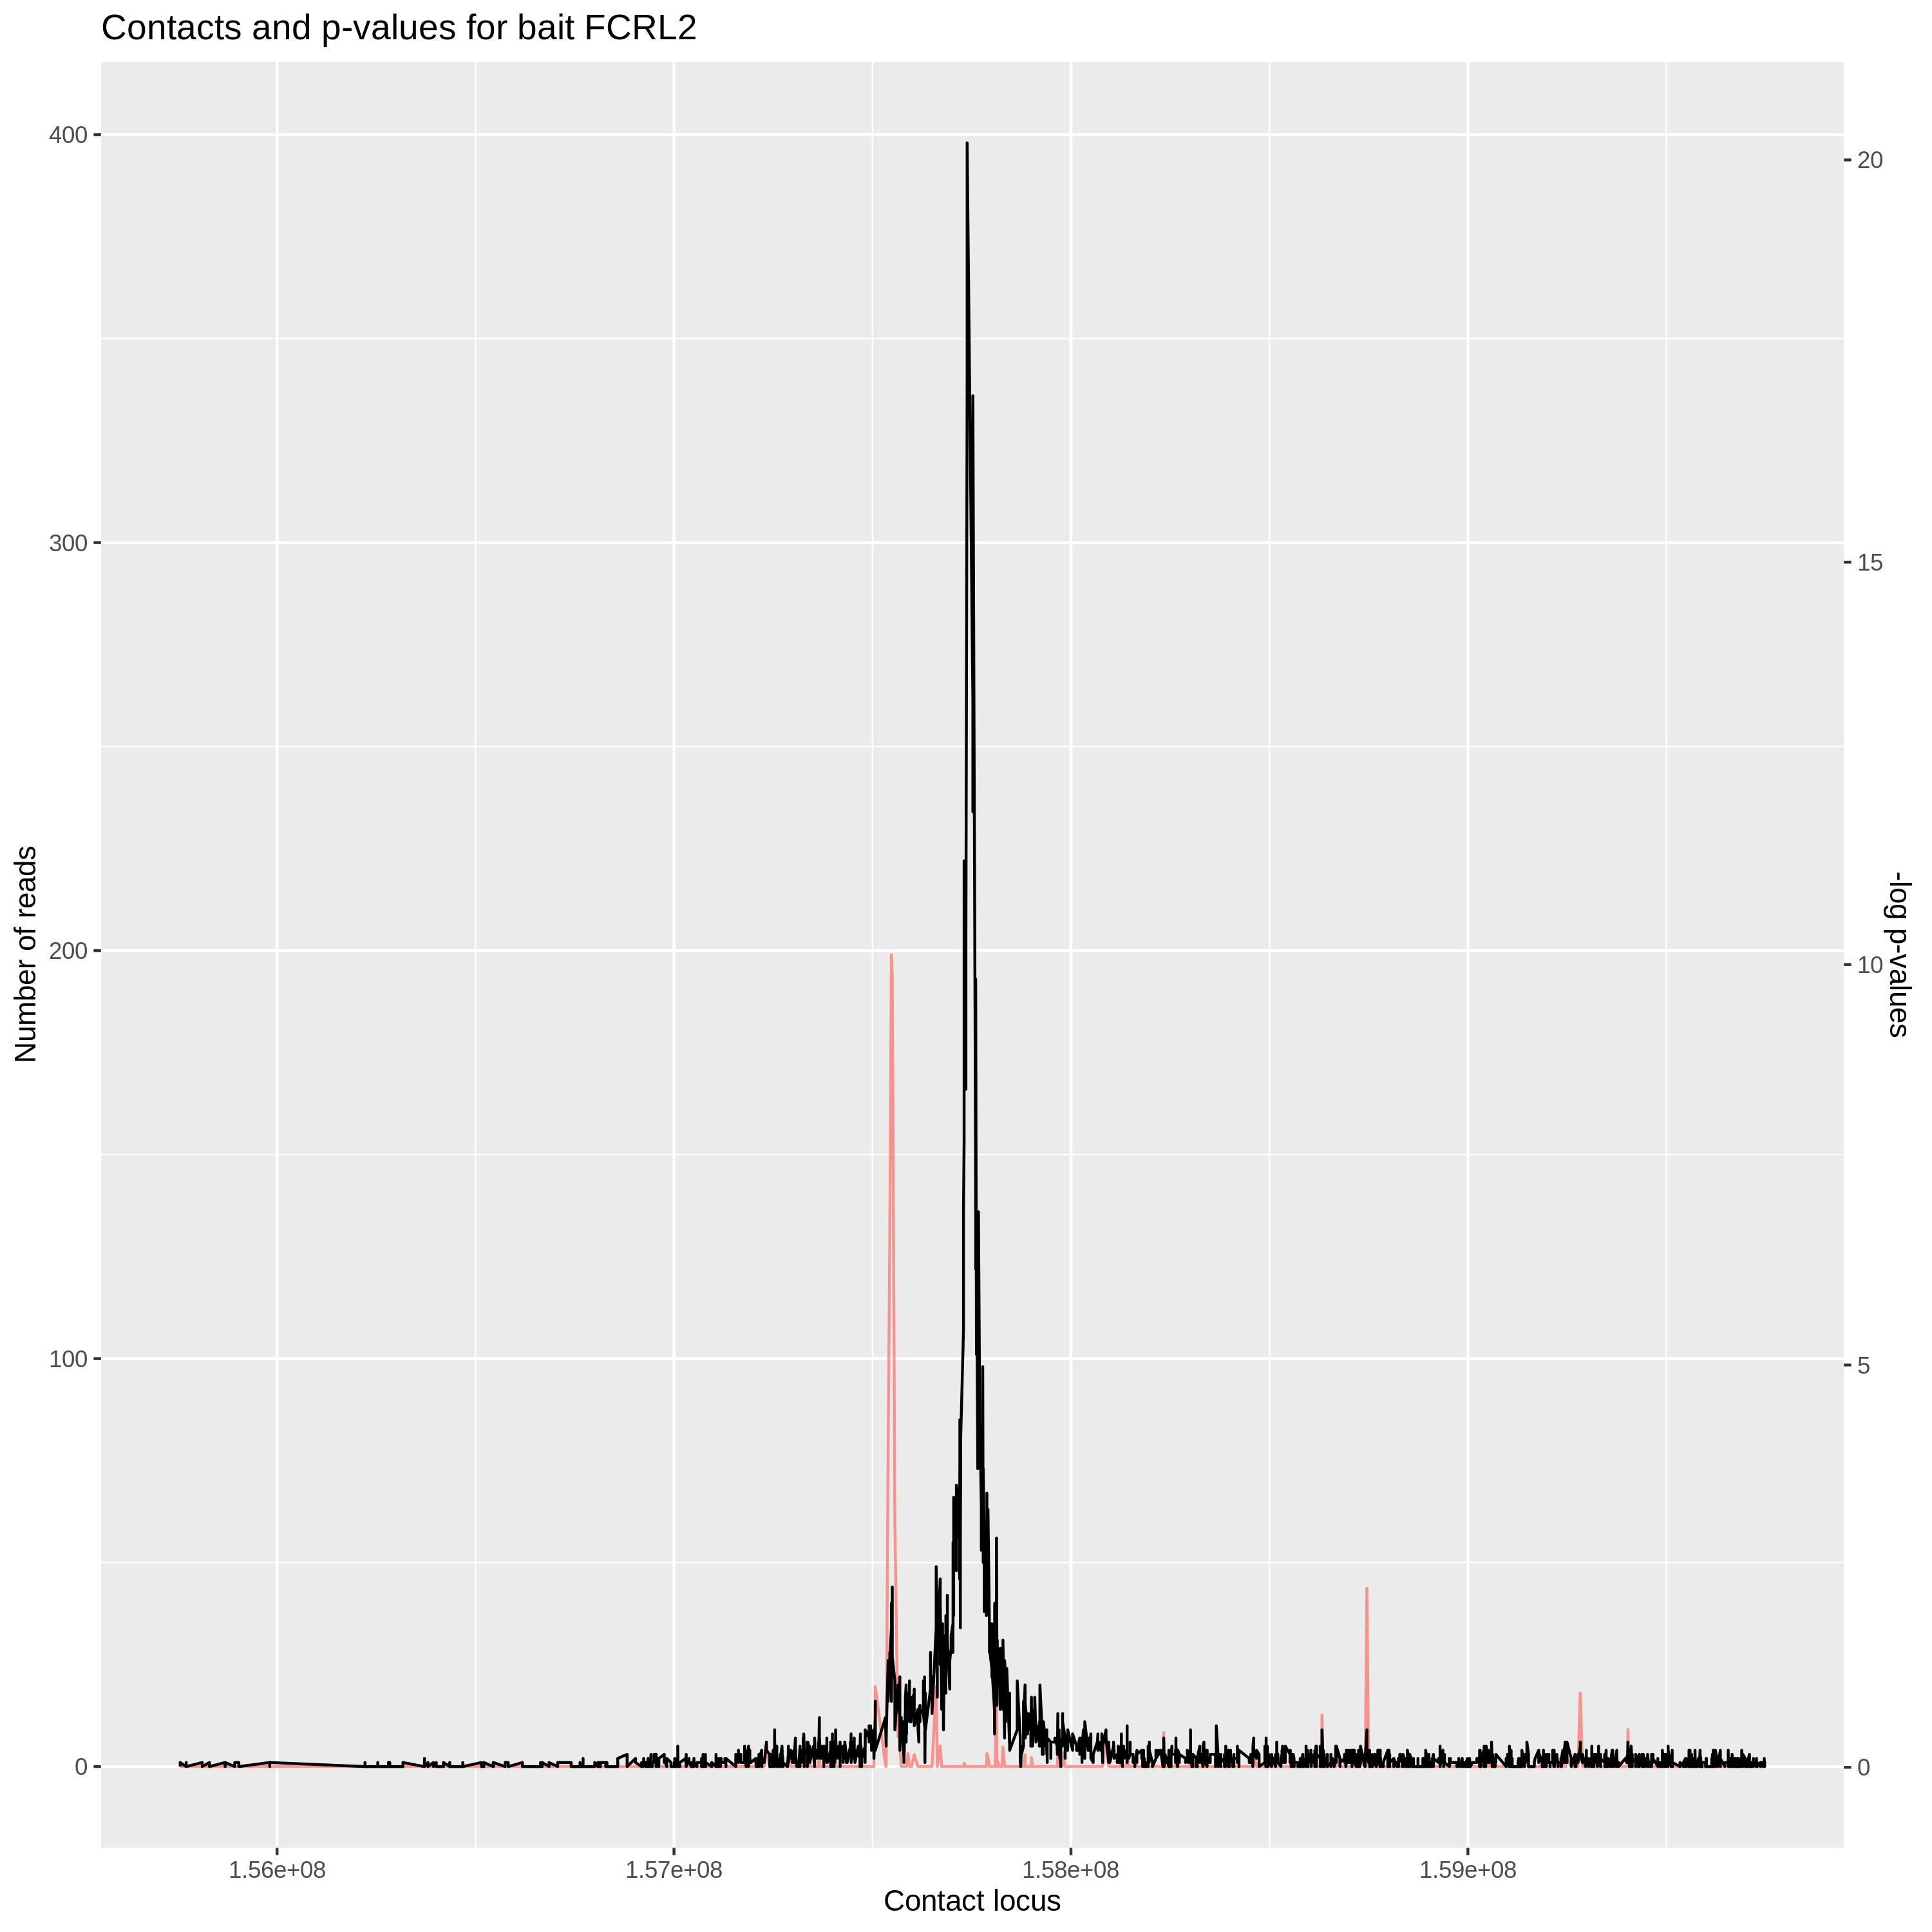 Contacts and p-values for bait FCRL2
400
300
200
100
0
Number of reads
20
15
10
5
0
-log p-values
1.56e+08
1.57e+08
1.58e+08
1.59e+08
Contact locus